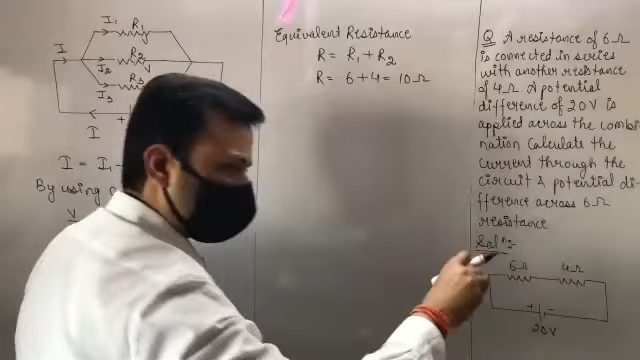 I₁ R₁
I R₂
I₂
I₃ R₃
I +
I = I₁
By using
V
Equivalent Resistance
R = R₁ + R₂
R = 6 + 4 = 10 Ω
Q A resistance of 6Ω
is connected in series
with another resistance
of 4Ω. A potential
difference of 20V is
applied across the combi-
nation calculate the
current through the
circuit & potential di-
fference across 6Ω
resistance
Solⁿ:-
6Ω 4Ω
+ -
20V